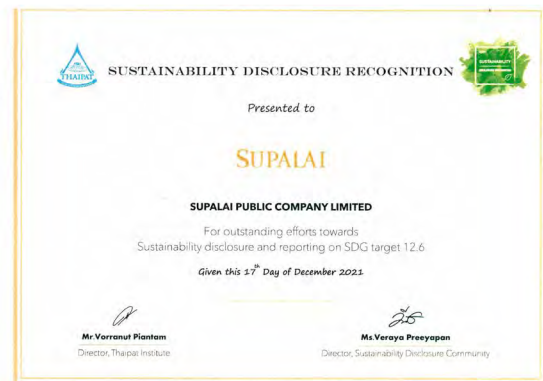 THAIPAT
SUSTAINABILITY DISCLOSURE RECOGNITION
SUSTAINABILITY
Presented to
SUPALAI
SUPALAI PUBLIC COMPANY LIMITED
For outstanding efforts towards
Sustainability disclosure and reporting on SDG target 12.6
Given this 17th Day of December 2021
Mr.Vorranut Piantam
Ms.Veraya Preeyapan
Director, Thaipat Institute
Director, Sustainability Disclosure Community